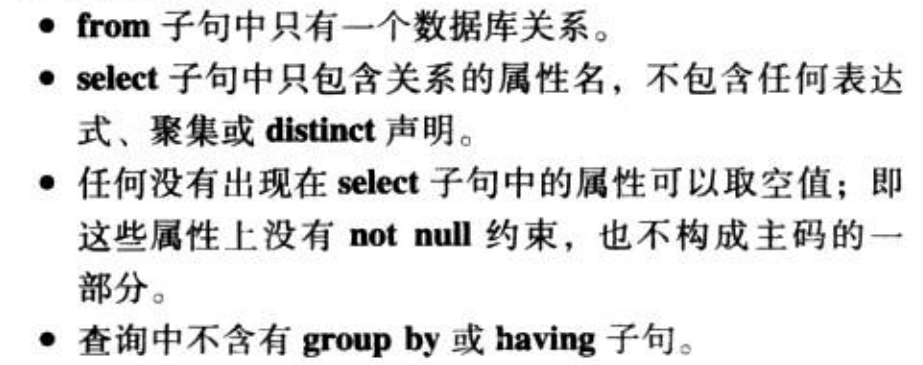 • from 子句中只有一个数据库关系。
• select 子句中只包含关系的属性名，不包含任何表达
式、聚集或 distinct 声明。
• 任何没有出现在 select 子句中的属性可以取空值；即
这些属性上没有 not null 约束，也不构成主码的一
部分。
• 查询中不含有 group by 或 having 子句。